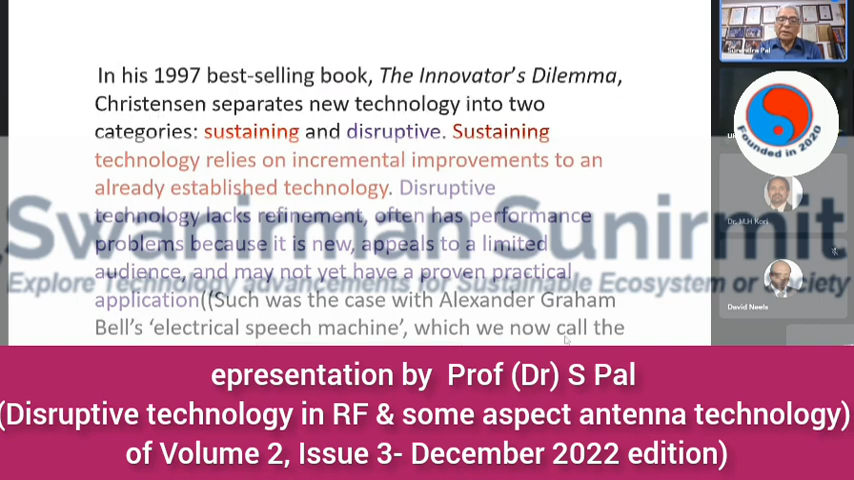 In his 1997 best-selling book, The Innovator's Dilemma,
Christensen separates new technology into two
categories: sustaining and disruptive. Sustaining
technology relies on incremental improvements to an
already established technology. Disruptive
technology lacks refinement, often has performance
problems because it is new, appeals to a limited
audience, and may not yet have a proven practical
application((Such was the case with Alexander Graham
Bell's ‘electrical speech machine’, which we now call the
Swanirman Sunirmit
Explore Technology advancements for Sustainable Ecosystem or Society
Surendra Pal
Founded in 2020
Dr. M.H Kori
David Neels
epresentation by Prof (Dr) S Pal
(Disruptive technology in RF & some aspect antenna technology)
of Volume 2, Issue 3- December 2022 edition)